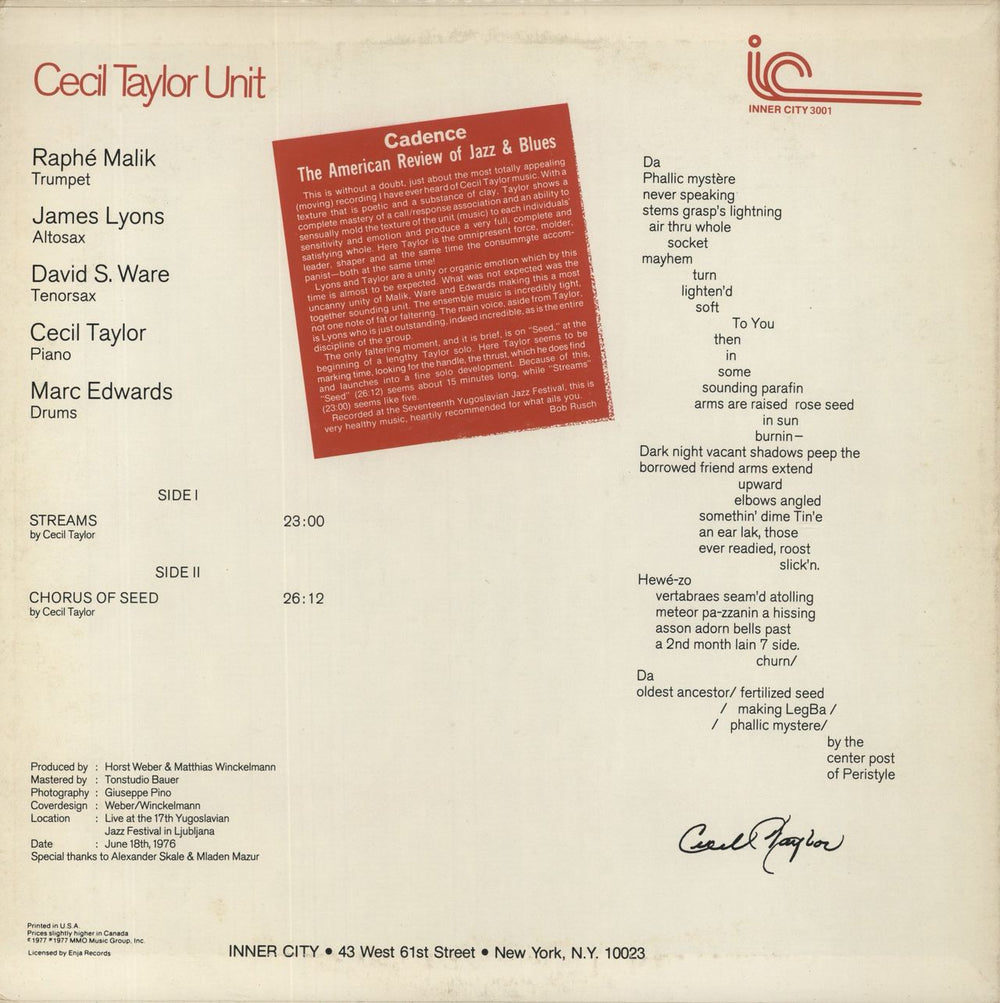 Cecil Taylor Unit
ic
INNER CITY 3001
Raphé Malik
Trumpet
James Lyons
Altosax
David S. Ware
Tenorsax
Cecil Taylor
Piano
Marc Edwards
Drums
Cadence
The American Review of Jazz & Blues
This is without a doubt, just about the most totally appealing
(moving) recording I have ever heard of Cecil Taylor music. With a
texture that is poetic and a substance of clay. Taylor shows a
complete mastery of a call/response association and an ability to
sensually mold the texture of the unit (music) to each individuals'
sensitivity and emotion and produce a very full, complete and
satisfying whole. Here Taylor is the omnipresent force, molder,
leader, shaper and at the same time the consummate accom-
panist—both at the same time!
Lyons and Taylor are a unity or organic emotion which by this
time is almost to be expected. What was not expected was the
uncanny unity of Malik, Ware and Edwards making this a most
together sounding unit. The ensemble music is incredibly tight,
not one note of fat or faltering. The main voice, aside from Taylor,
is Lyons who is just outstanding, indeed incredible, as is the entire
discipline of the group.
The only faltering moment, and it is brief, is on "Seed," at the
beginning of a lengthy Taylor solo. Here Taylor seems to be
marking time, looking for the handle, the thrust, which he does find
and launches into a fine solo development. Because of this,
"Seed" (26:12) seems about 15 minutes long, while "Streams"
(23:00) seems like five.
Recorded at the Seventeenth Yugoslavian Jazz Festival, this is
very healthy music, heartily recommended for what ails you.
Bob Rusch
SIDE I
STREAMS 23:00
by Cecil Taylor
SIDE II
CHORUS OF SEED 26:12
by Cecil Taylor
Da
Phallic mystère
never speaking
stems grasp's lightning
air thru whole
socket
mayhem
turn
lighten'd
soft
To You
then
in
some
sounding parafin
arms are raised rose seed
in sun
burnin—
Dark night vacant shadows peep the
borrowed friend arms extend
upward
elbows angled
somethin' dime Tin'e
an ear lak, those
ever readied, roost
slick'n.
Hewé-zo
vertabraes seam'd atolling
meteor pa-zzanin a hissing
asson adorn bells past
a 2nd month lain 7 side.
churn/
Da
oldest ancestor/ fertilized seed
/ making LegBa /
/ phallic mystere/
by the
center post
of Peristyle
Cecil Taylor
Produced by : Horst Weber & Matthias Winckelmann
Mastered by : Tonstudio Bauer
Photography : Giuseppe Pino
Coverdesign : Weber/Winckelmann
Location : Live at the 17th Yugoslavian
Jazz Festival in Ljubljana
Date : June 18th, 1976
Special thanks to Alexander Skale & Mladen Mazur
Printed in U.S.A.
Prices slightly higher in Canada
©1977 ℗1977 MMO Music Group, Inc.
Licensed by Enja Records
INNER CITY • 43 West 61st Street • New York, N.Y. 10023